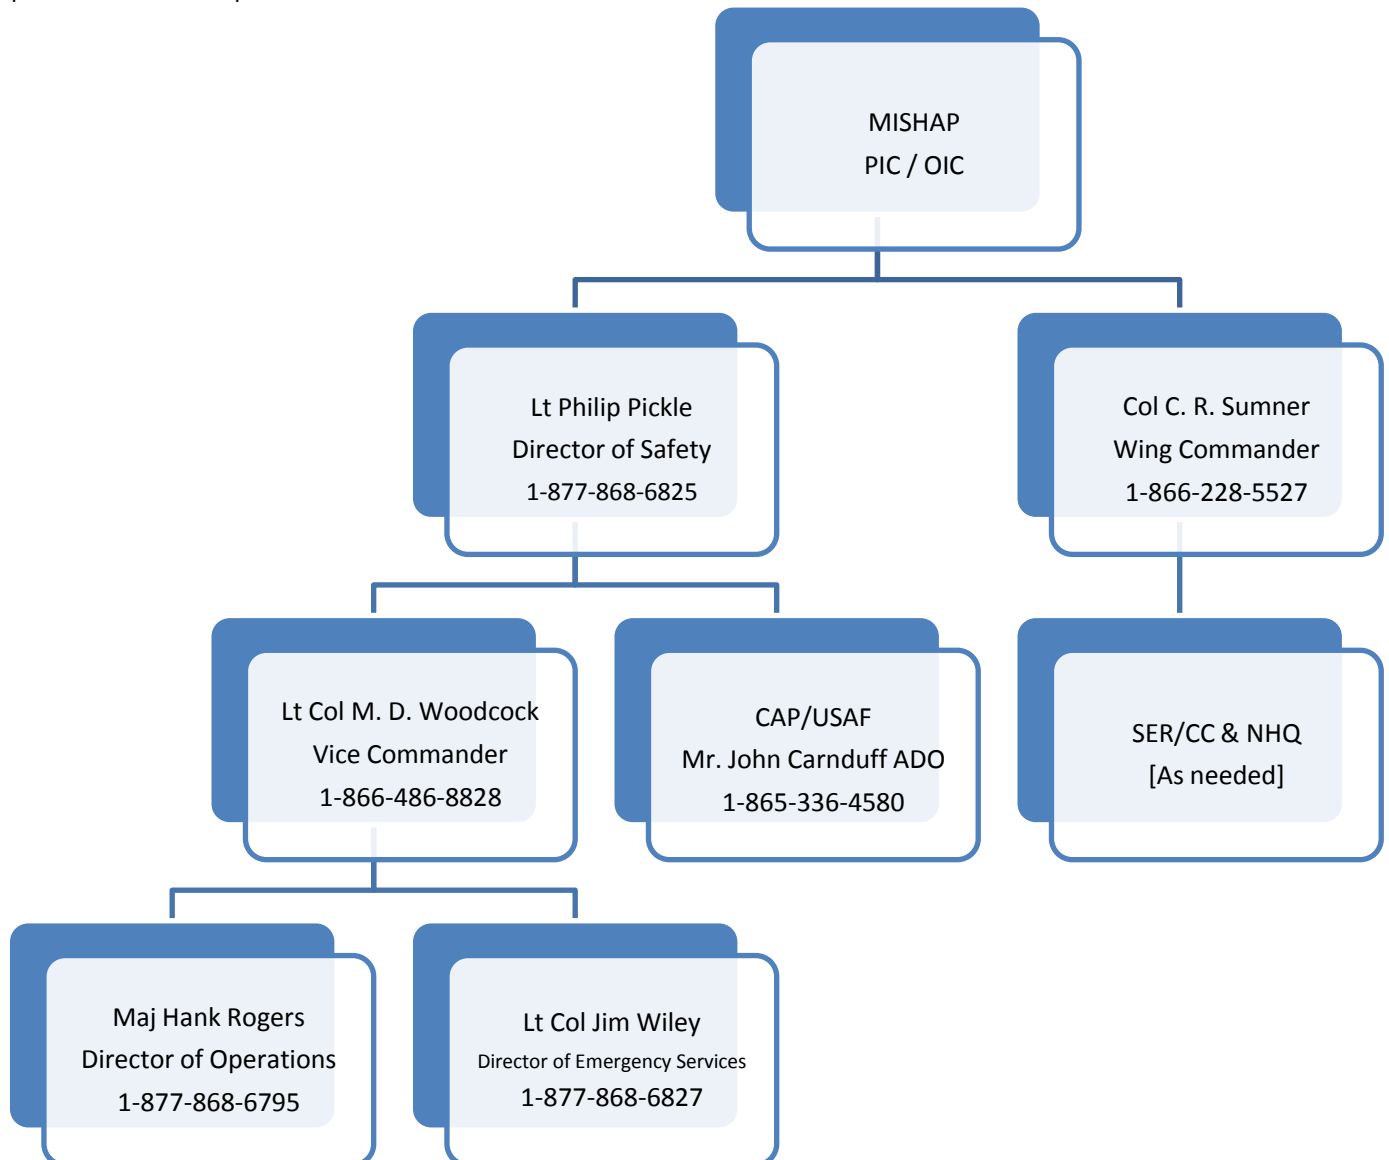 MISHAP
PIC / OIC
Lt Philip Pickle
Director of Safety
1-877-868-6825
Col C. R. Sumner
Wing Commander
1-866-228-5527
Lt Col M. D. Woodcock
Vice Commander
1-866-486-8828
CAP/USAF
Mr. John Carnduff ADO
1-865-336-4580
SER/CC & NHQ
[As needed]
Maj Hank Rogers
Director of Operations
1-877-868-6795
Lt Col Jim Wiley
Director of Emergency Services
1-877-868-6827